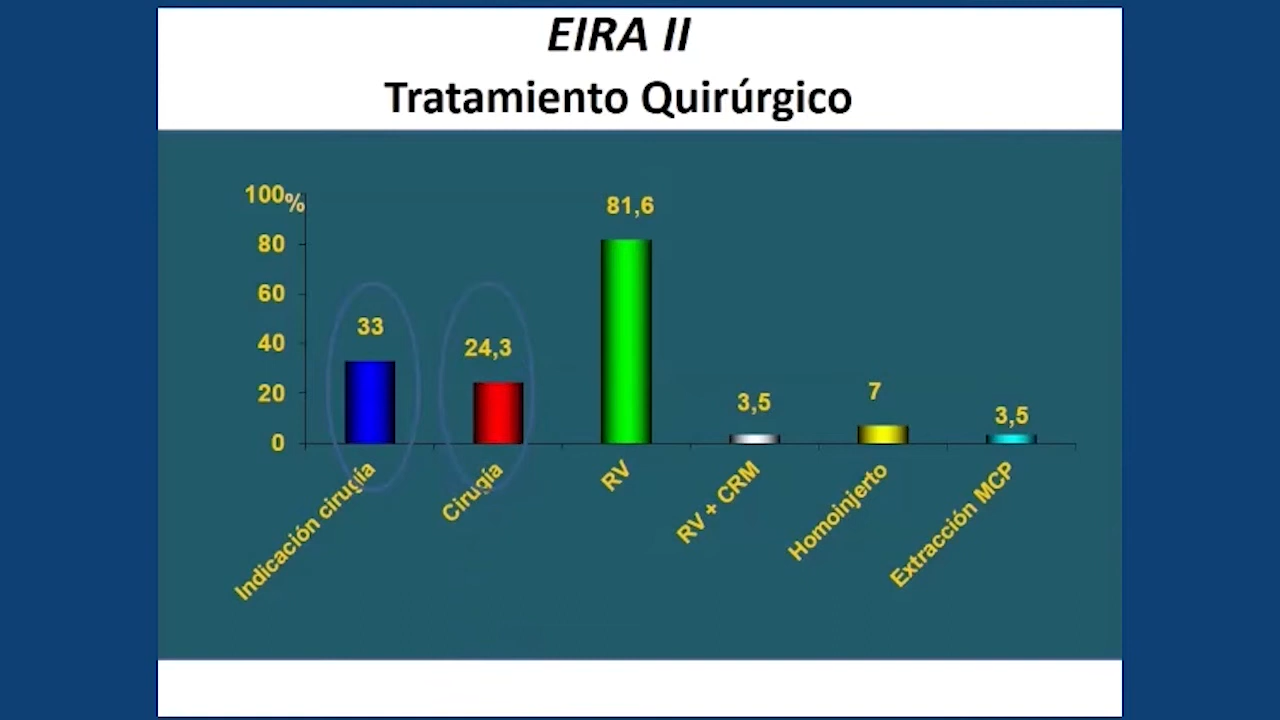 EIRA II
Tratamiento Quirúrgico
100%
80
60
40
20
0
33
24,3
81,6
3,5
7
3,5
Indicación cirugía
Cirugía
RV
RV + CRM
Homoinjerto
Extracción MCP